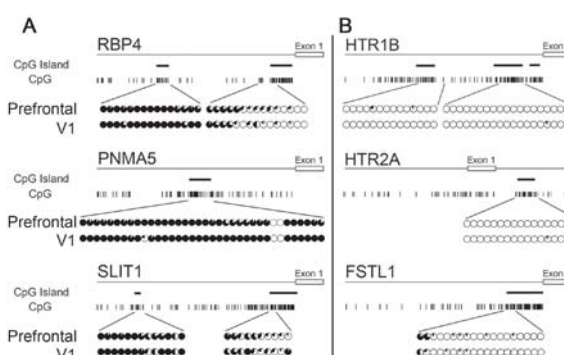 A
B
RBP4
Exon 1
CpG Island
CpG
Prefrontal
V1
PNMA5
Exon 1
CpG Island
CpG
Prefrontal
V1
SLIT1
Exon 1
CpG Island
CpG
Prefrontal
V1
HTR1B
Exon
HTR2A
Exon 1
FSTL1
Exon